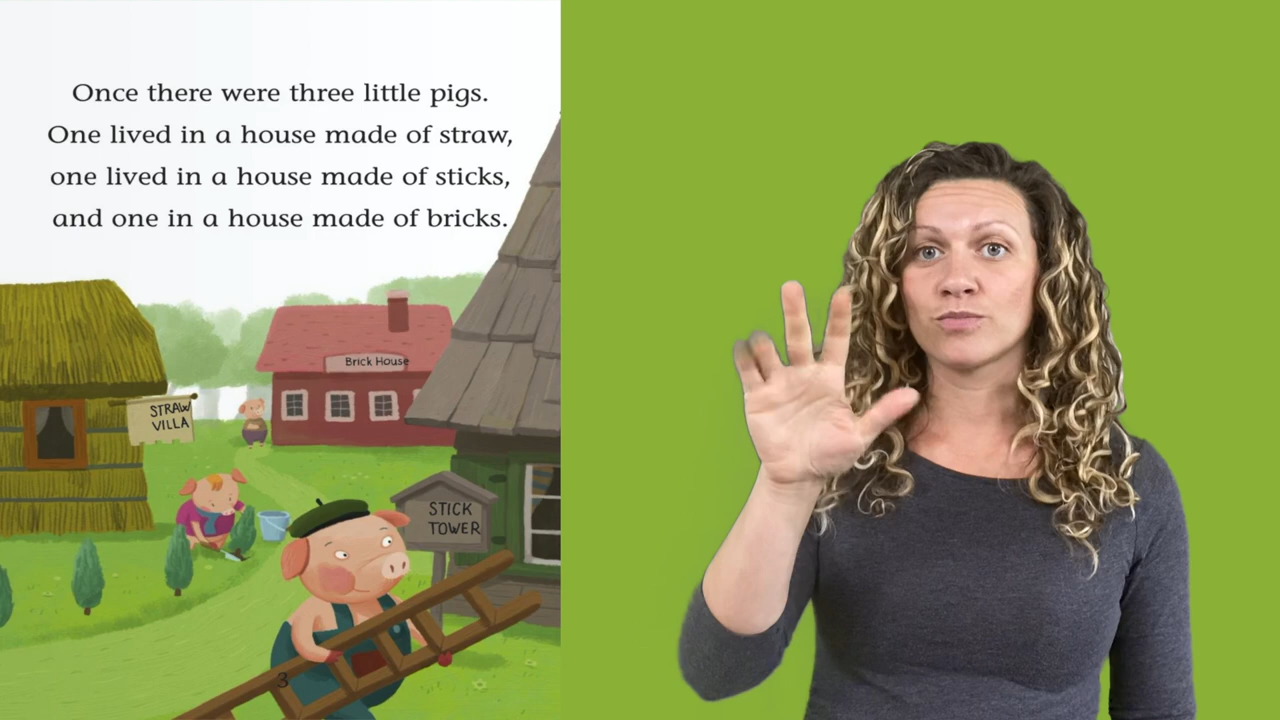 Once there were three little pigs.
One lived in a house made of straw,
one lived in a house made of sticks,
and one in a house made of bricks.
Brick House
STRAW
VILLA
STICK
TOWER
3